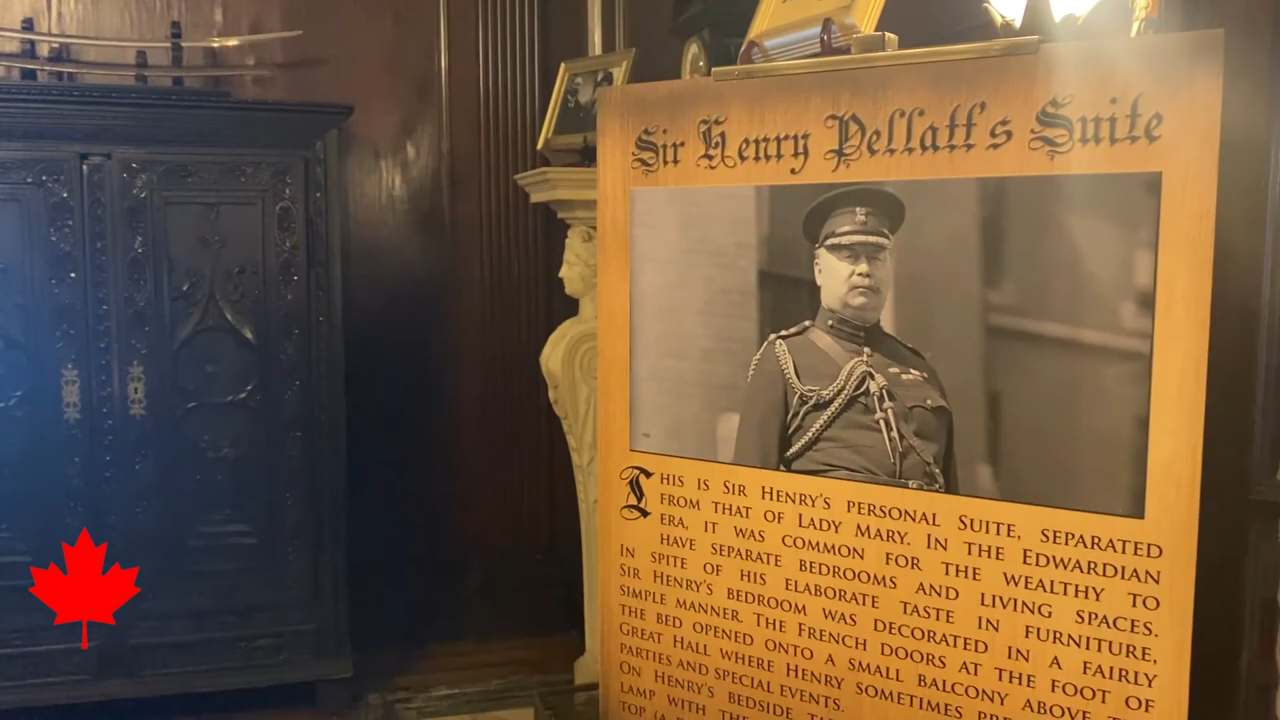 Sir Henry Pellatt's Suite
THIS IS SIR HENRY'S PERSONAL SUITE, SEPARATED
FROM THAT OF LADY MARY. IN THE EDWARDIAN
ERA, IT WAS COMMON FOR THE WEALTHY TO
HAVE SEPARATE BEDROOMS AND LIVING SPACES.
IN SPITE OF HIS ELABORATE TASTE IN FURNITURE,
SIR HENRY'S BEDROOM WAS DECORATED IN A FAIRLY
SIMPLE MANNER. THE FRENCH DOORS AT THE FOOT OF
THE BED OPENED ONTO A SMALL BALCONY ABOVE
GREAT HALL WHERE HENRY SOMETIMES
PARTIES AND SPECIAL EVENTS.
ON HENRY'S BEDSIDE
LAMP WITH THE
TOP (A